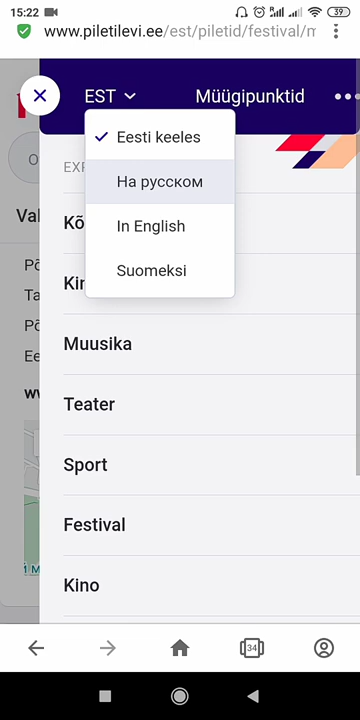 15:22
39
www.piletilevi.ee/est/piletid/festival/m
EST
Müügipunktid
Eesti keeles
На русском
In English
Suomeksi
Muusika
Teater
Sport
Festival
Kino
34